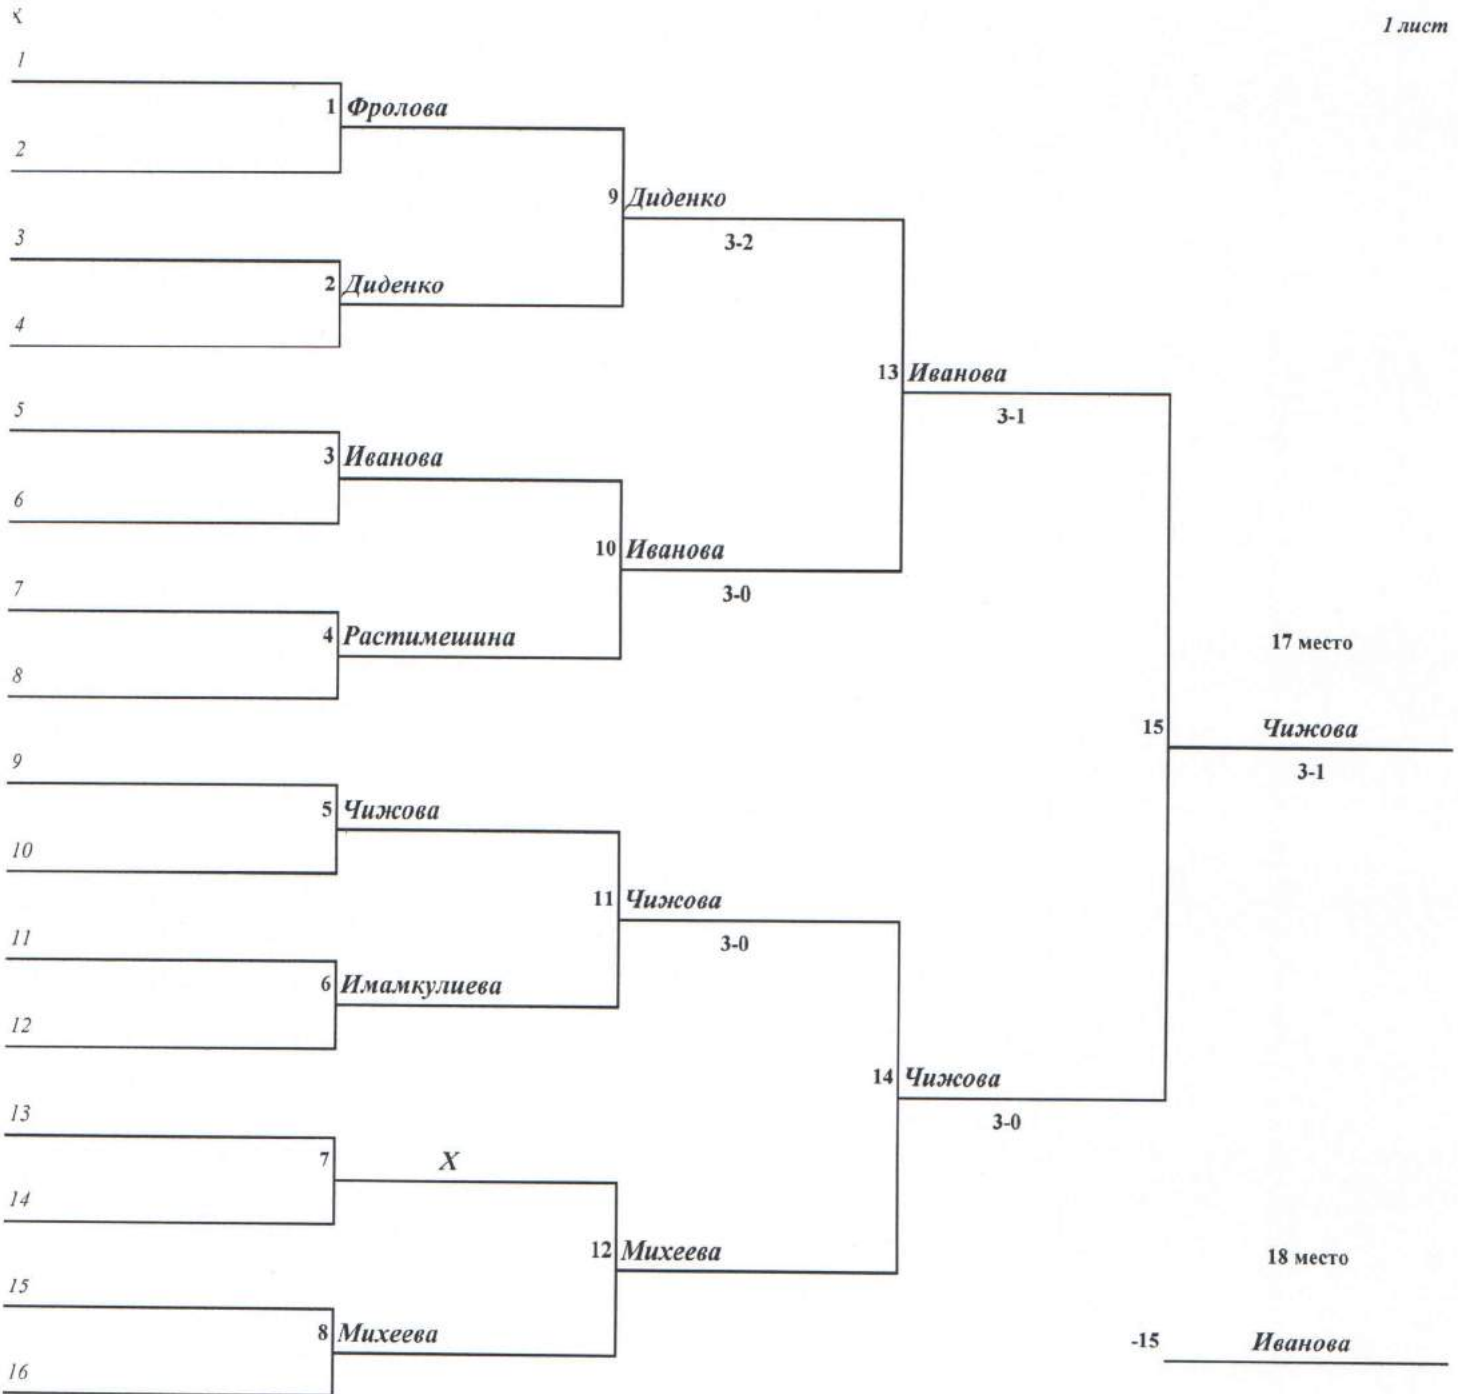 1 лист
1
1 Фролова
2
9 Диденко
3-2
3
2 Диденко
4
13 Иванова
3-1
5
3 Иванова
6
10 Иванова
3-0
7
4 Растимешина
8
17 место
15 Чижова
3-1
9
5 Чижова
10
11 Чижова
3-0
11
6 Имамкулиева
12
14 Чижова
3-0
13
7 Х
14
12 Михеева
18 место
15
8 Михеева
-15 Иванова
16